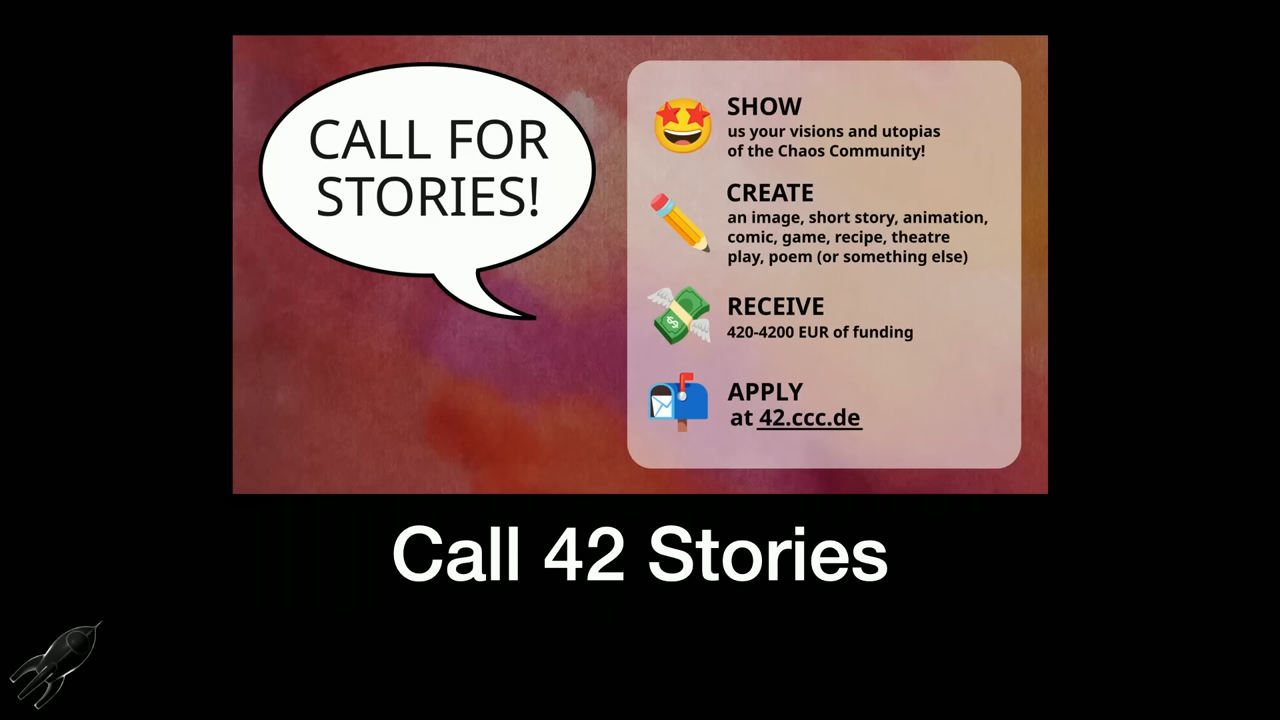 CALL FOR
STORIES!
SHOW
us your visions and utopias
of the Chaos Community!
CREATE
an image, short story, animation,
comic, game, recipe, theatre
play, poem (or something else)
RECEIVE
420-4200 EUR of funding
APPLY
at 42.ccc.de
Call 42 Stories